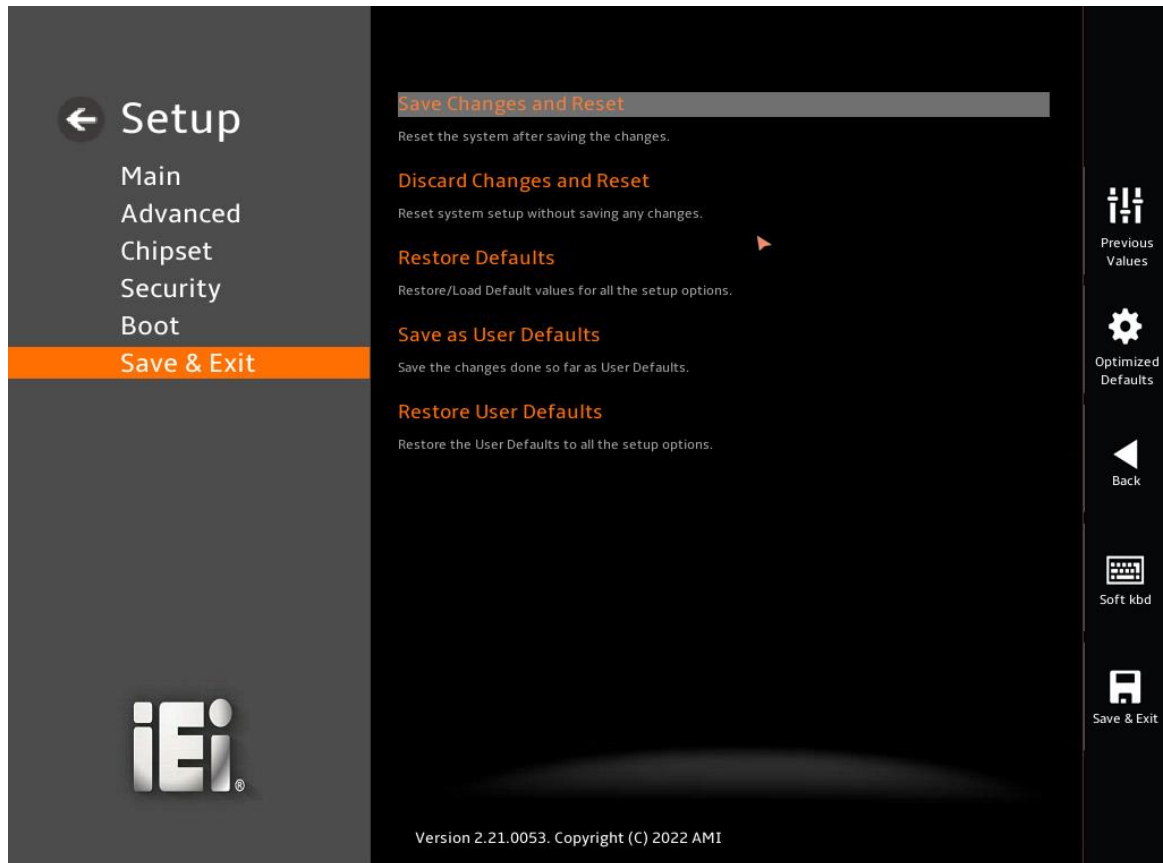 Setup
Main
Advanced
Chipset
Security
Boot
Save & Exit
iEi®
Save Changes and Reset
Reset the system after saving the changes.
Discard Changes and Reset
Reset system setup without saving any changes.
Restore Defaults
Restore/Load Default values for all the setup options.
Save as User Defaults
Save the changes done so far as User Defaults.
Restore User Defaults
Restore the User Defaults to all the setup options.
Version 2.21.0053. Copyright (C) 2022 AMI
Previous
Values
Optimized
Defaults
Back
Soft kbd
Save & Exit